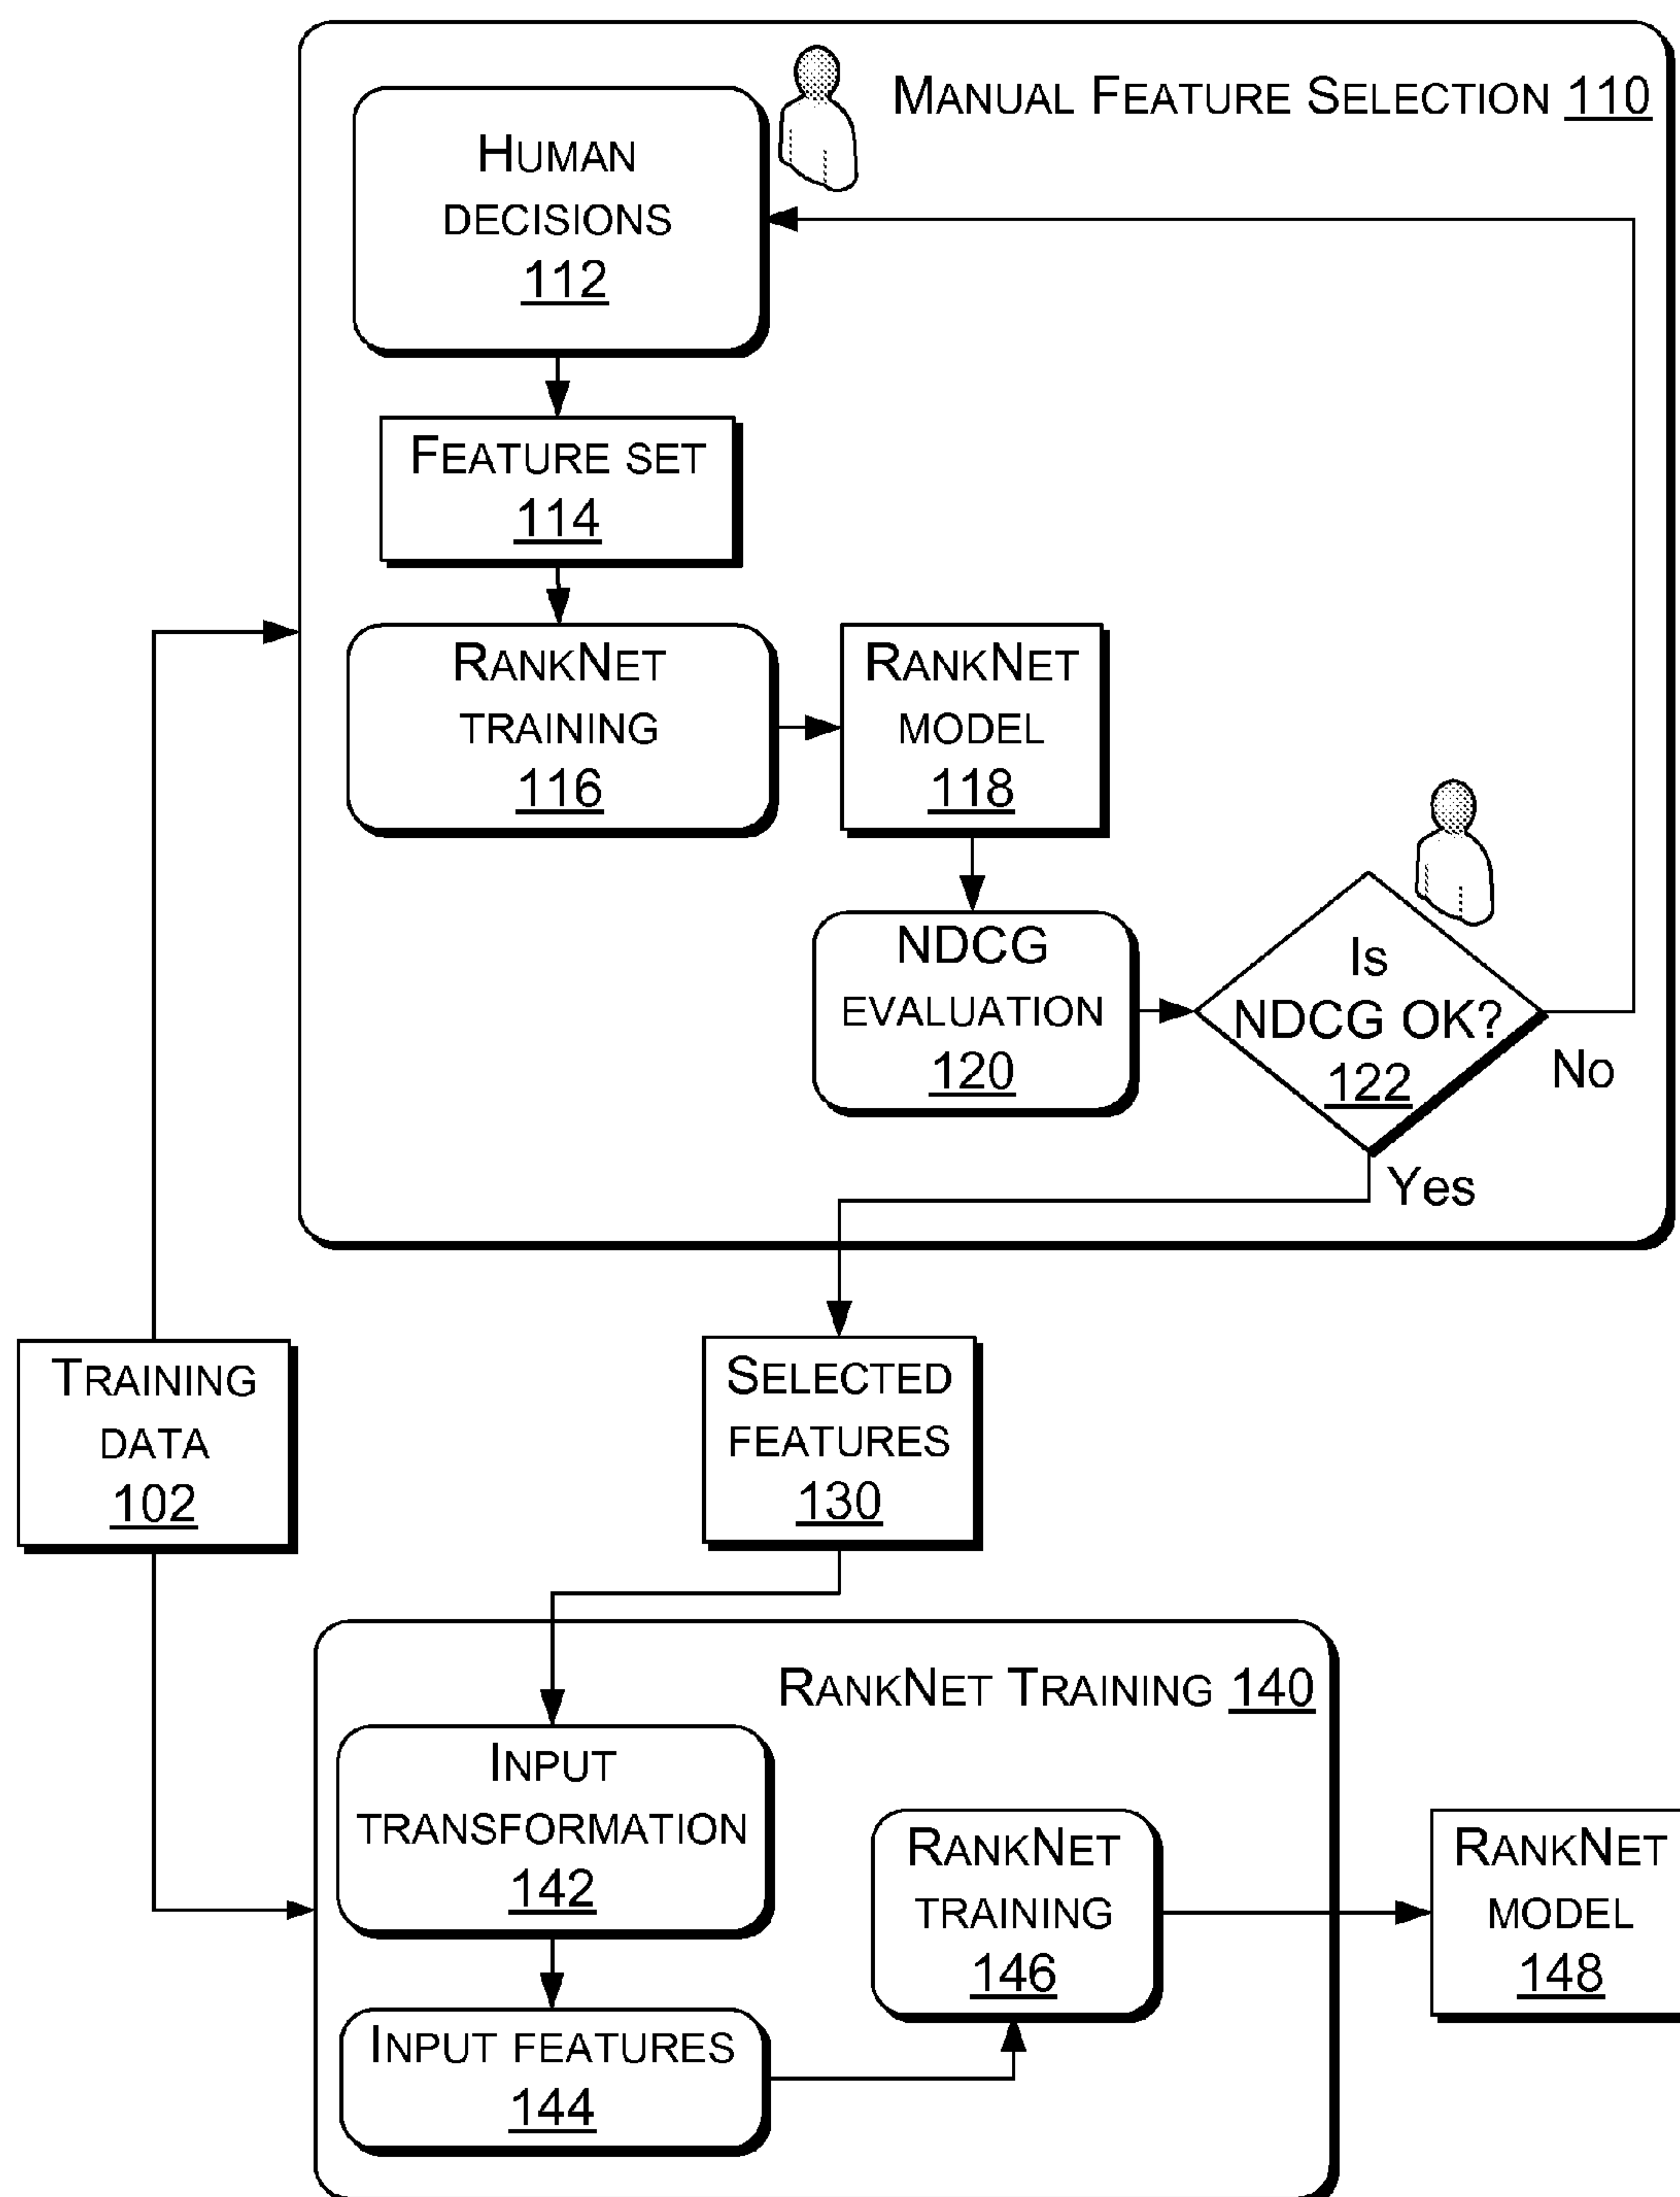 MANUAL FEATURE SELECTION 110
HUMAN
DECISIONS
112
FEATURE SET
114
RANKNET
TRAINING
116
RANKNET
MODEL
118
NDCG
EVALUATION
120
Is
NDCG OK?
122
No
Yes
TRAINING
DATA
102
SELECTED
FEATURES
130
RANKNET TRAINING 140
INPUT
TRANSFORMATION
142
INPUT FEATURES
144
RANKNET
TRAINING
146
RANKNET
MODEL
148